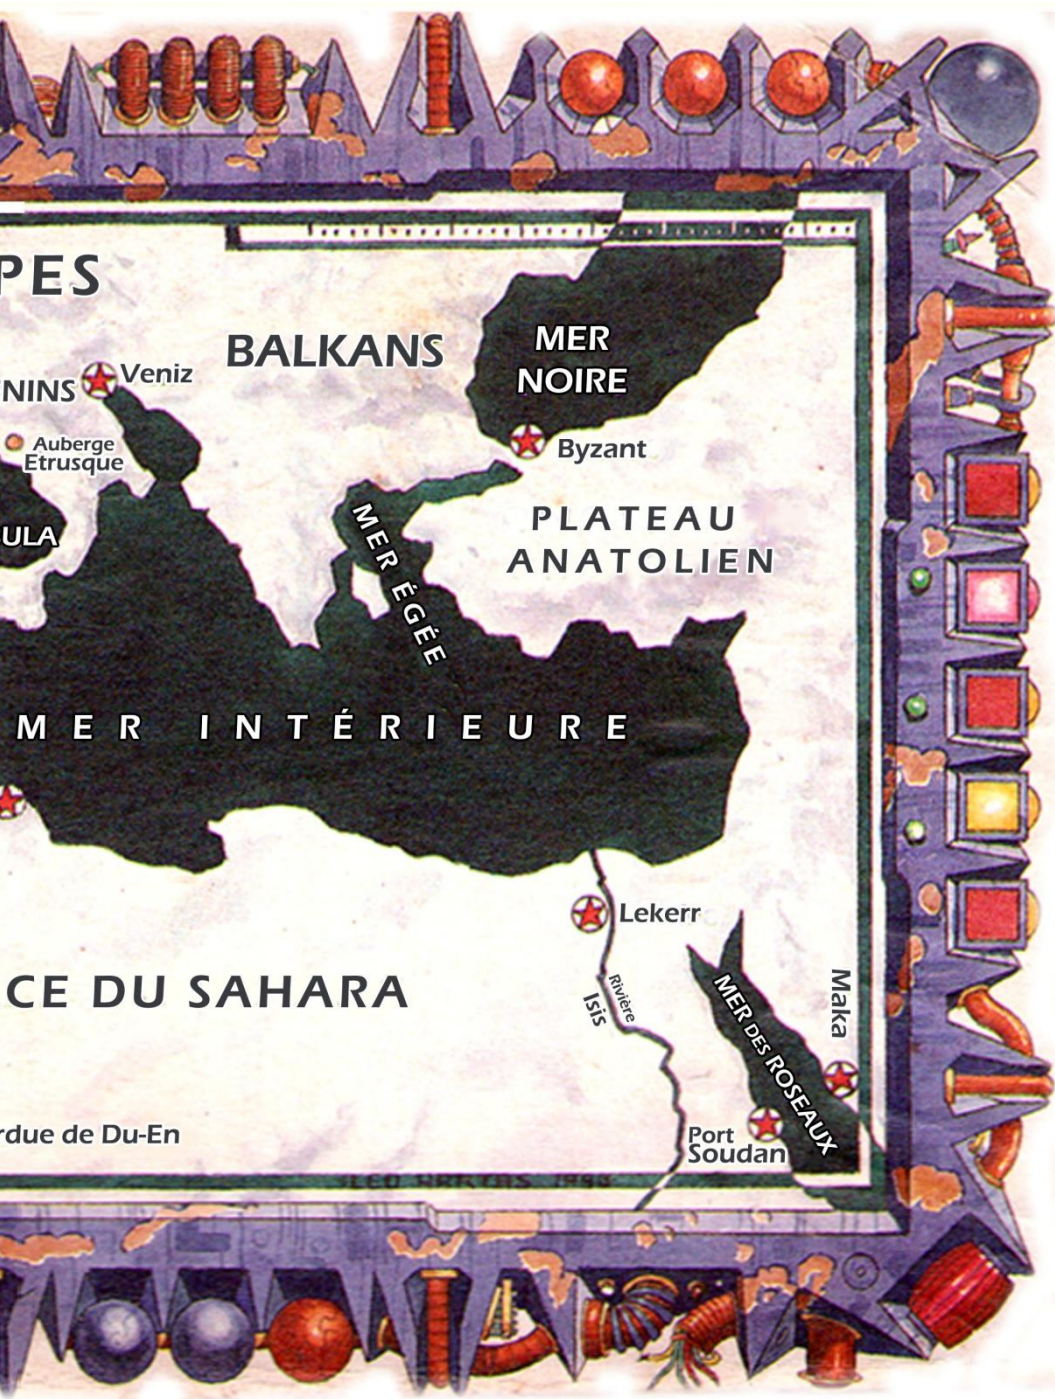 PES
BALKANS
MER
NOIRE
NINS
Veniz
Auberge
Etrusque
Byzant
ULA
MER ÉGÉE
PLATEAU
ANATOLIEN
MER INTÉRIEURE
Lekerr
CE DU SAHARA
Rivière
Isis
MER DES ROSEAUX
Maka
rdue de Du-En
Port
Soudan